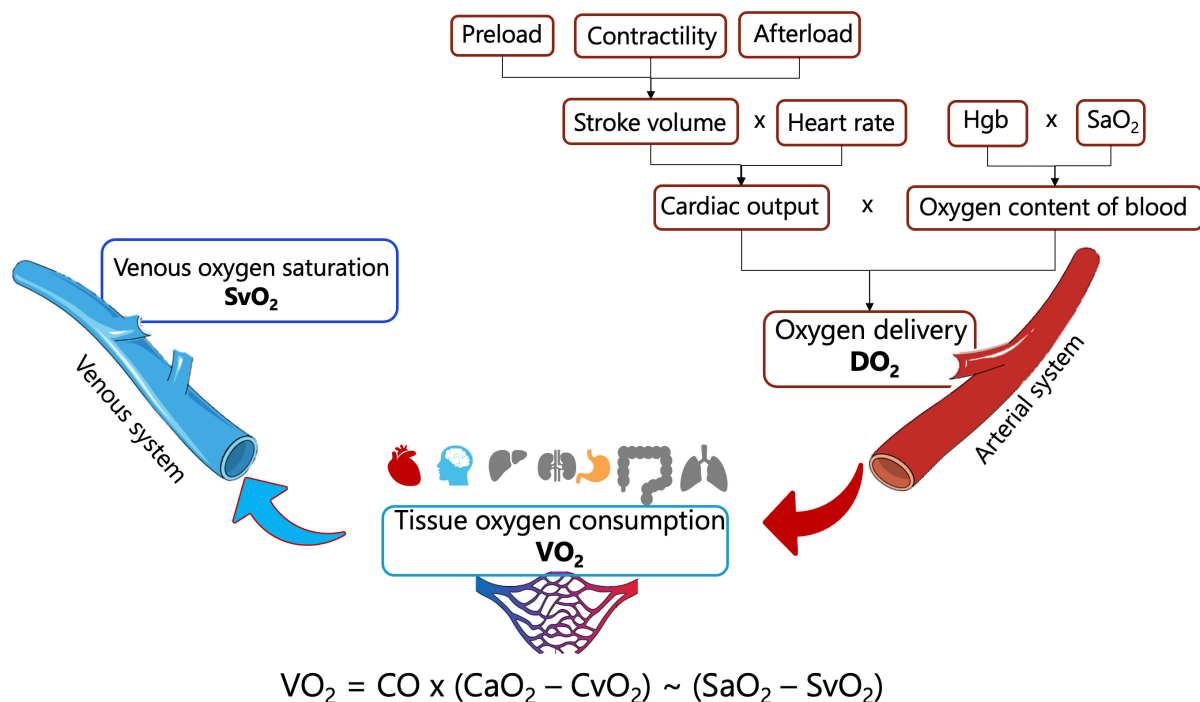 Preload
Contractility
Afterload
Stroke volume
x
Heart rate
Hgb
x
SaO₂
Cardiac output
x
Oxygen content of blood
Venous oxygen saturation
SvO₂
Oxygen delivery
DO₂
Venous system
Arterial system
Tissue oxygen consumption
VO₂
VO₂ = CO x (CaO₂ – CvO₂) ~ (SaO₂ – SvO₂)